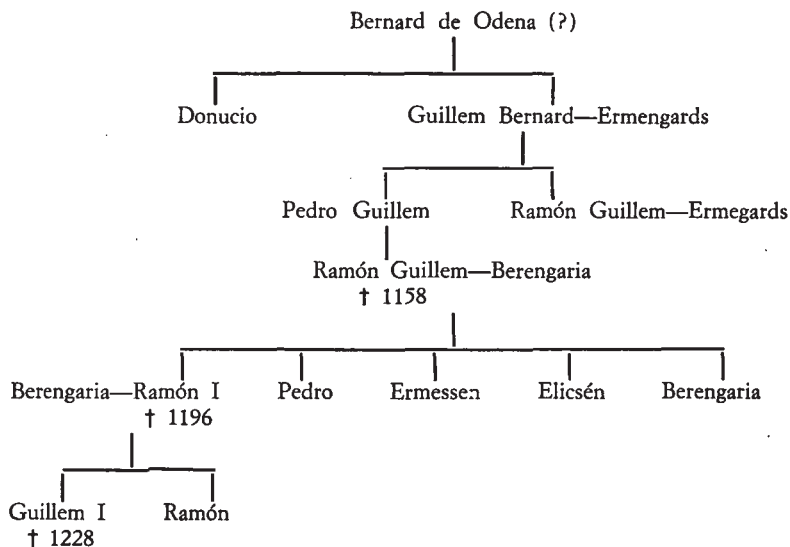 Bernard de Odena (?)
Donucio Guillem Bernard—Ermengards
Pedro Guillem Ramón Guillem—Ermegards
Ramón Guillem—Berengaria
† 1158
Berengaria—Ramón I Pedro Ermessen Elicsén Berengaria
† 1196
Guillem I Ramón
† 1228